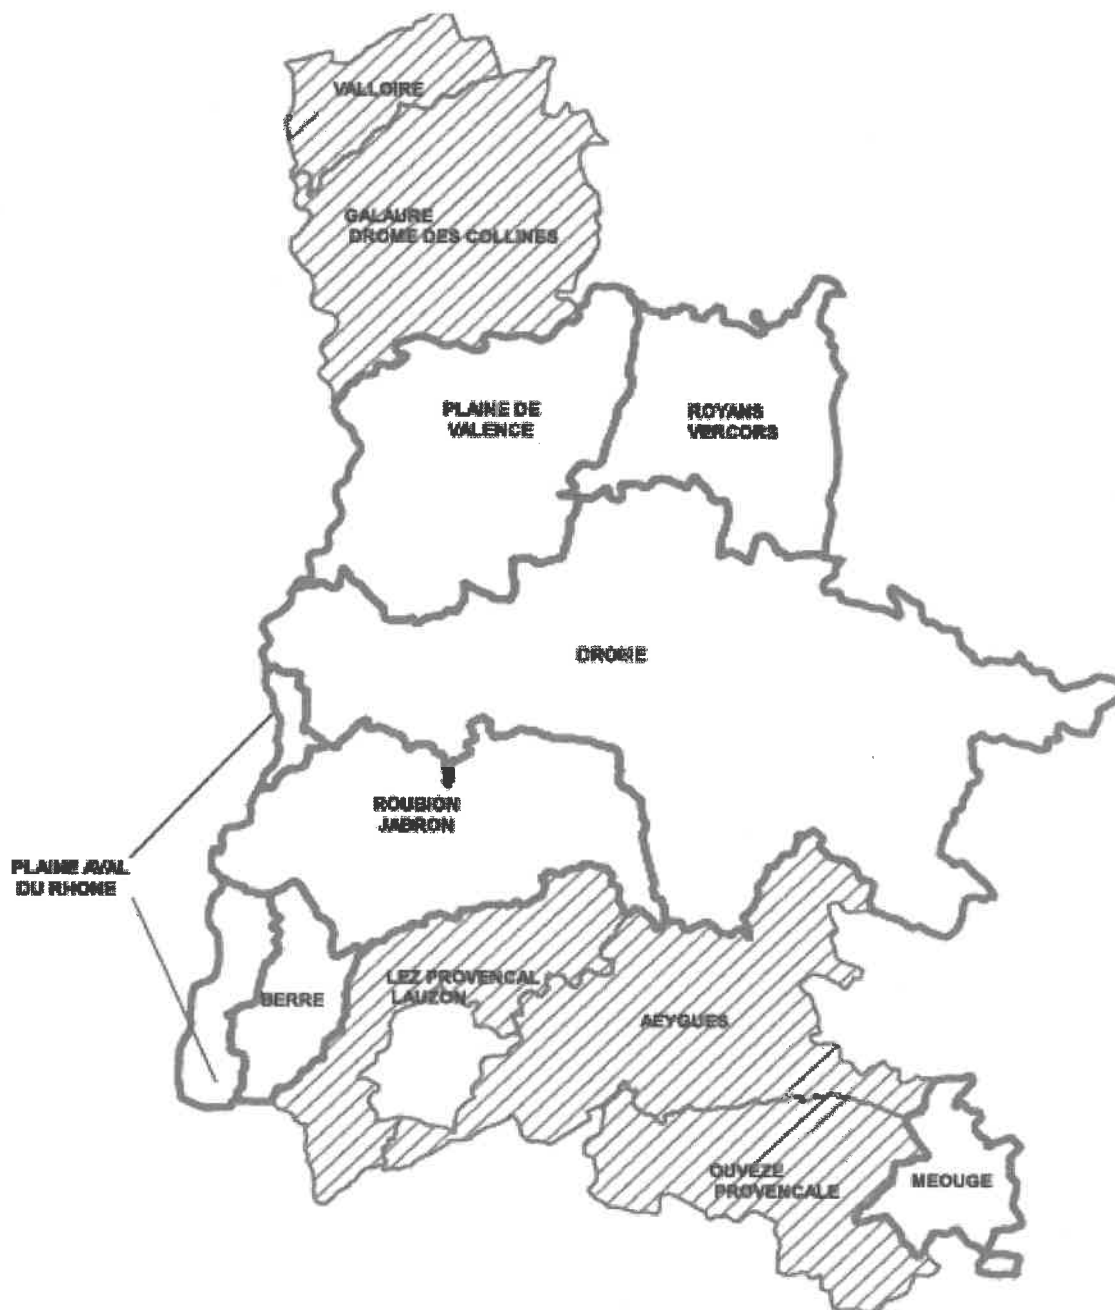 VALLOIRE
GALAURE
DROME DES COLLINES
PLAINE DE
VALENCE
ROYANS
VERCORS
DROME
ROUBION
JABRON
PLAINE AVAL
DU RHONE
BERRE
LEZ PROVENCAL
LAUZON
AEYGUES
OUVEZE
PROVENCALE
MEOUGE